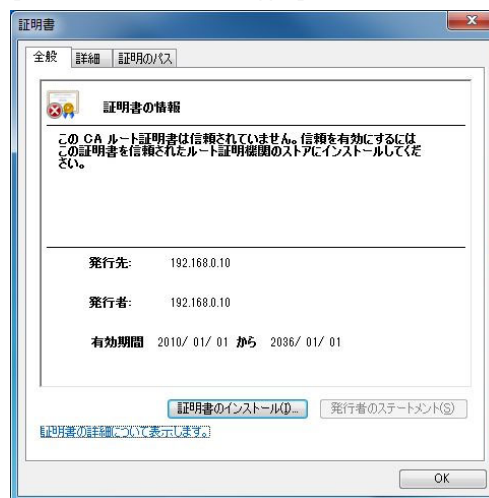 証明書
全般 詳細 証明のパス
証明書の情報
この CA ルート証明書は信頼されていません。信頼を有効にするには
この証明書を信頼されたルート証明機関のストアにインストールしてくだ
さい。
発行先: 192.168.0.10
発行者: 192.168.0.10
有効期間 2010/ 01/ 01 から 2036/ 01/ 01
証明書のインストール(I)... 発行者のステートメント(S)
証明書の詳細について表示します。
OK